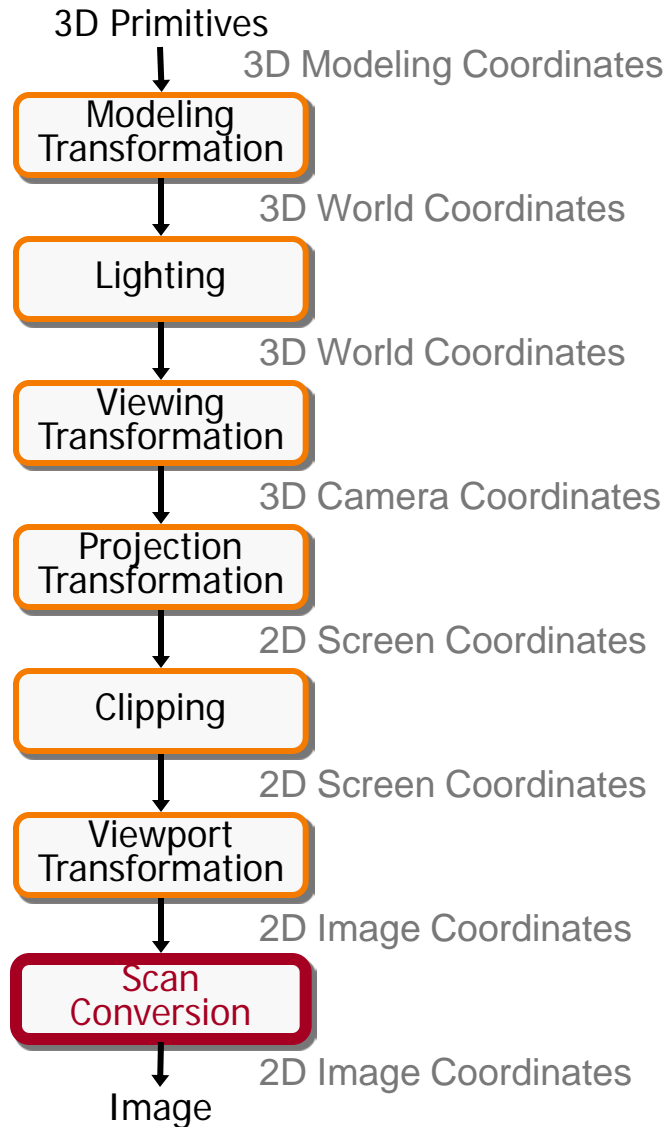 3D Primitives
3D Modeling Coordinates
Modeling
Transformation
3D World Coordinates
Lighting
3D World Coordinates
Viewing
Transformation
3D Camera Coordinates
Projection
Transformation
2D Screen Coordinates
Clipping
2D Screen Coordinates
Viewport
Transformation
2D Image Coordinates
Scan
Conversion
2D Image Coordinates
Image